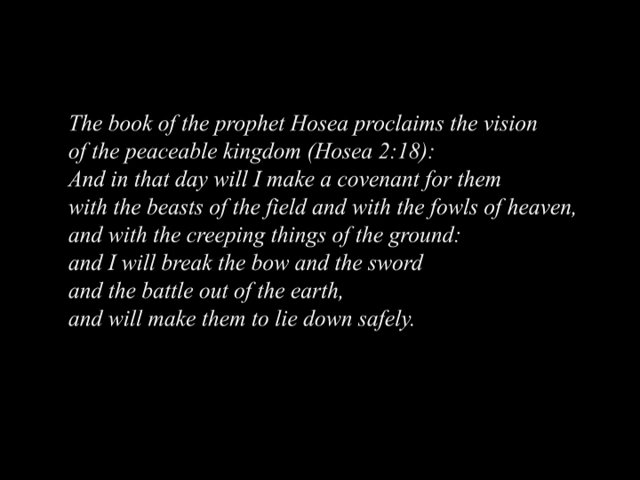 The book of the prophet Hosea proclaims the vision
of the peaceable kingdom (Hosea 2:18):
And in that day will I make a covenant for them
with the beasts of the field and with the fowls of heaven,
and with the creeping things of the ground:
and I will break the bow and the sword
and the battle out of the earth,
and will make them to lie down safely.